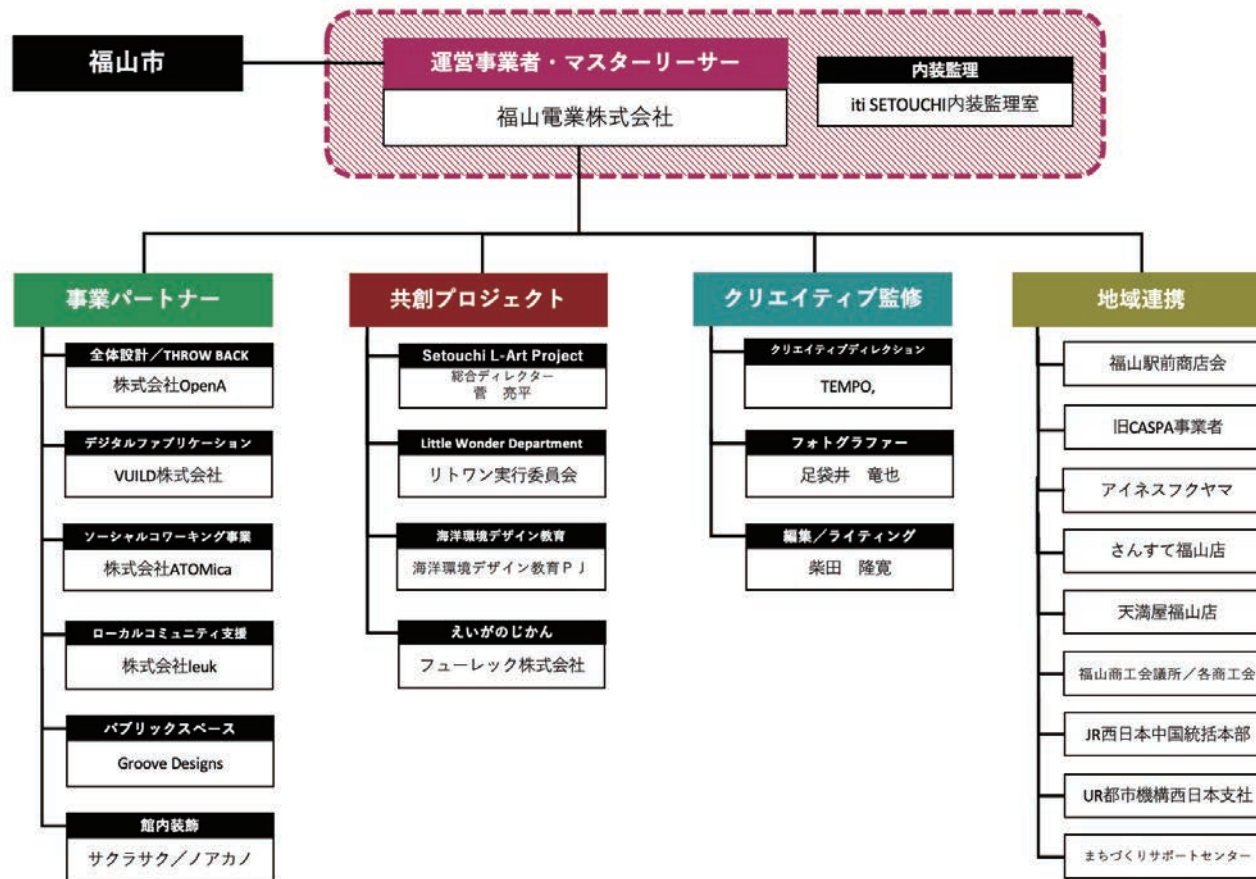 福山市
運営事業者・マスターリーサー
福山電業株式会社
内装監理
iti SETOUCHI内装監理室
事業パートナー
全体設計／THROW BACK
株式会社OpenA
デジタルファブリケーション
VUILD株式会社
ソーシャルコワーキング事業
株式会社ATOMica
ローカルコミュニティ支援
株式会社leuk
パブリックスペース
Groove Designs
館内装飾
サクラサク／ノアカノ
共創プロジェクト
Setouchi L-Art Project
総合ディレクター
菅　亮平
Little Wonder Department
リトワン実行委員会
海洋環境デザイン教育
海洋環境デザイン教育ＰＪ
えいがのじかん
フューレック株式会社
クリエイティブ監修
クリエイティブディレクション
TEMPO,
フォトグラファー
足袋井　竜也
編集／ライティング
柴田　隆寛
地域連携
福山駅前商店会
旧CASPA事業者
アイネスフクヤマ
さんすて福山店
天満屋福山店
福山商工会議所／各商工会
JR西日本中国統括本部
UR都市機構西日本支社
まちづくりサポートセンター